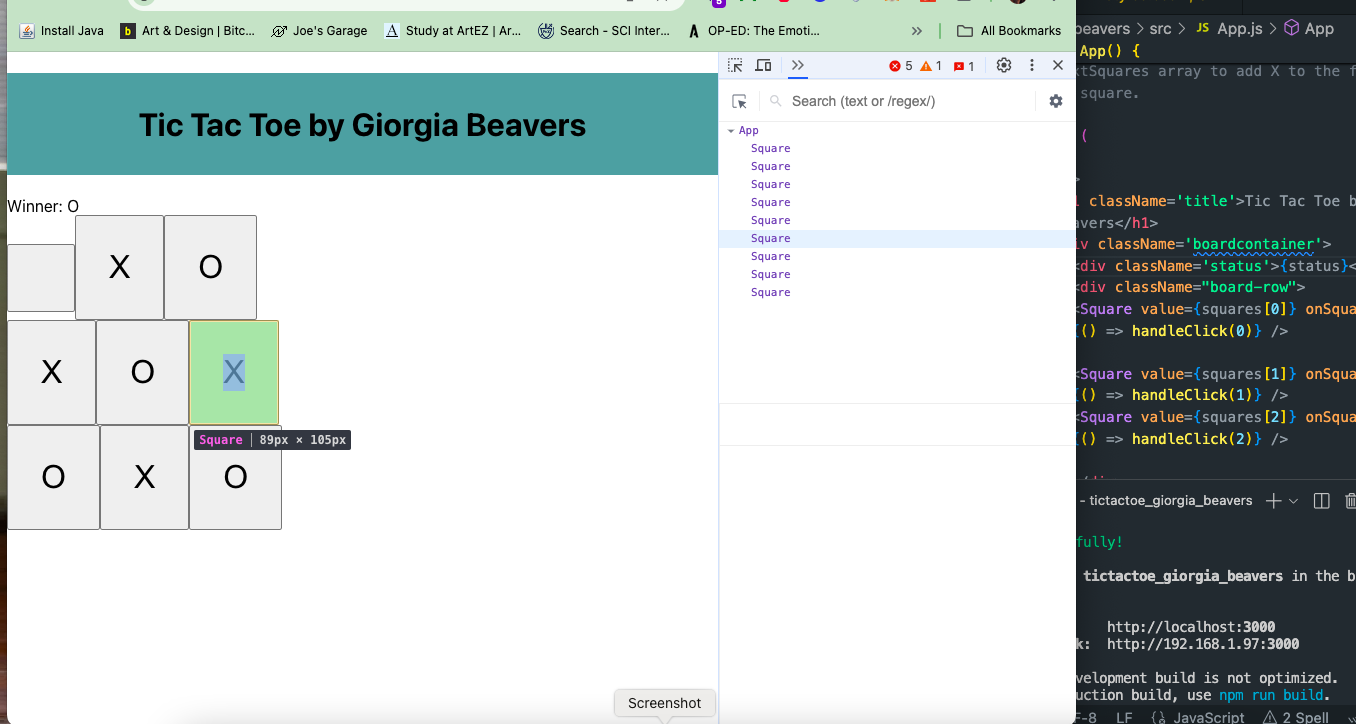 5
Install Java
b Art & Design | Bitc...
Joe's Garage
A Study at ArtEZ | Ar...
Search - SCI Inter...
A OP-ED: The Emoti...
»
All Bookmarks
5 1 1
Search (text or /regex/)
App
Square
Square
Square
Square
Square
Square
Square
Square
Square
Tic Tac Toe by Giorgia Beavers
Winner: O
X O
X O X
O X O
Square | 89px × 105px
Screenshot
beavers > src > JS App.js > App
App() {
xtSquares array to add X to the f
square.
(
>
className='title'>Tic Tac Toe b
avers</h1>
iv className='boardcontainer'>
<div className='status'>{status}<
<div className="board-row">
<Square value={squares[0]} onSqua
{() => handleClick(0)} />
<Square value={squares[1]} onSqua
{() => handleClick(1)} />
<Square value={squares[2]} onSqua
{() => handleClick(2)} />
- tictactoe_giorgia_beavers
fully!
tictactoe_giorgia_beavers in the b
http://localhost:3000
k: http://192.168.1.97:3000
velopment build is not optimized.
uction build, use npm run build.
F-8 LF {} JavaScript 2 Spell